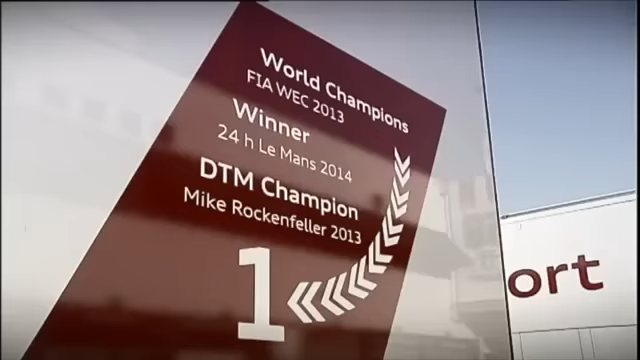 World Champions
FIA WEC 2013
Winner
24 h Le Mans 2014
DTM Champion
Mike Rockenfeller 2013
1
ort